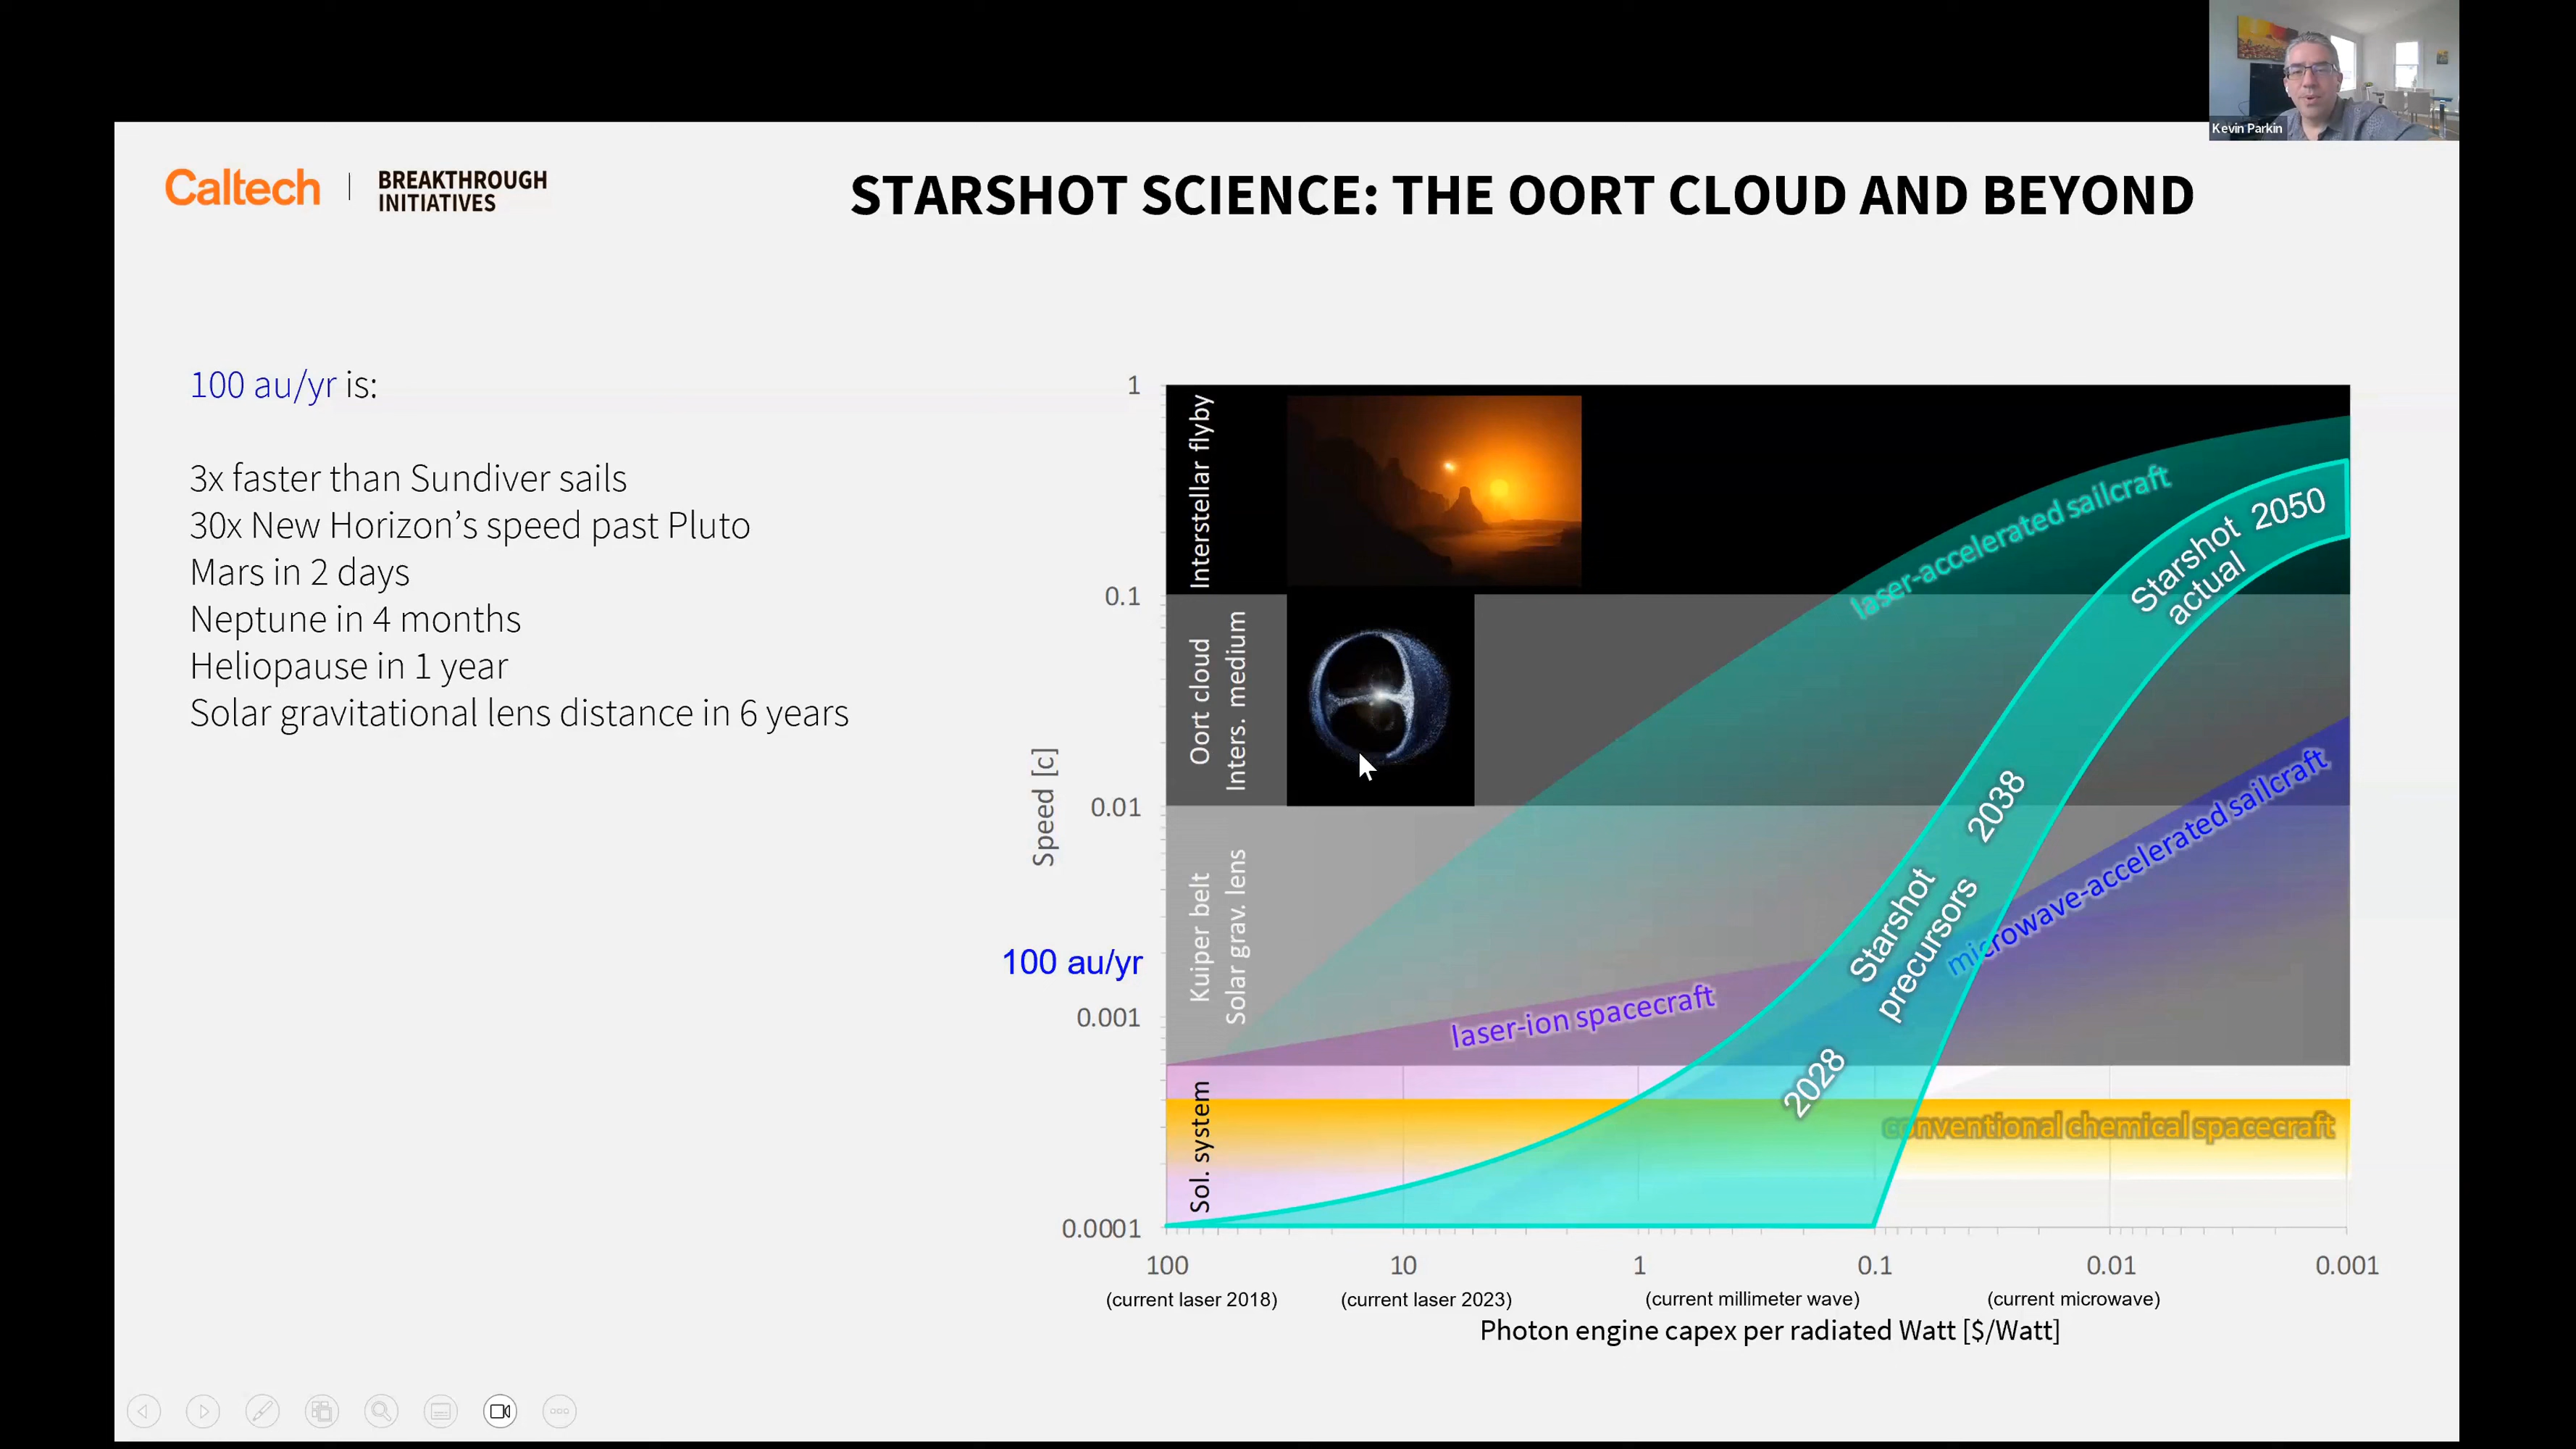 Kevin Parkin
Caltech
BREAKTHROUGH
INITIATIVES
STARSHOT SCIENCE: THE OORT CLOUD AND BEYOND
100 au/yr is:
3x faster than Sundiver sails
30x New Horizon’s speed past Pluto
Mars in 2 days
Neptune in 4 months
Heliopause in 1 year
Solar gravitational lens distance in 6 years
Speed [c]
1
0.1
0.01
100 au/yr
0.001
0.0001
Interstellar flyby
Oort cloud
Inters. medium
Kuiper belt
Solar grav. lens
Sol. system
laser-accelerated sailcraft
Starshot 2050
actual
2038
Starshot
precursors
2028
microwave-accelerated sailcraft
laser-ion spacecraft
conventional chemical spacecraft
100
10
1
0.1
0.01
0.001
(current laser 2018)
(current laser 2023)
(current millimeter wave)
(current microwave)
Photon engine capex per radiated Watt [$/Watt]